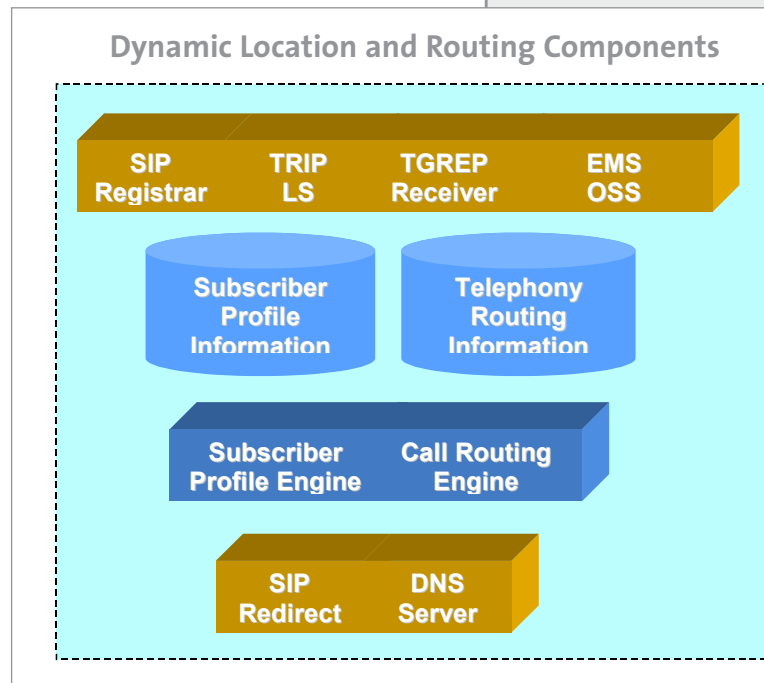 Dynamic Location and Routing Components
SIP
Registrar
TRIP
LS
TGREP
Receiver
EMS
OSS
Subscriber
Profile
Information
Telephony
Routing
Information
Subscriber
Profile Engine
Call Routing
Engine
SIP
Redirect
DNS
Server